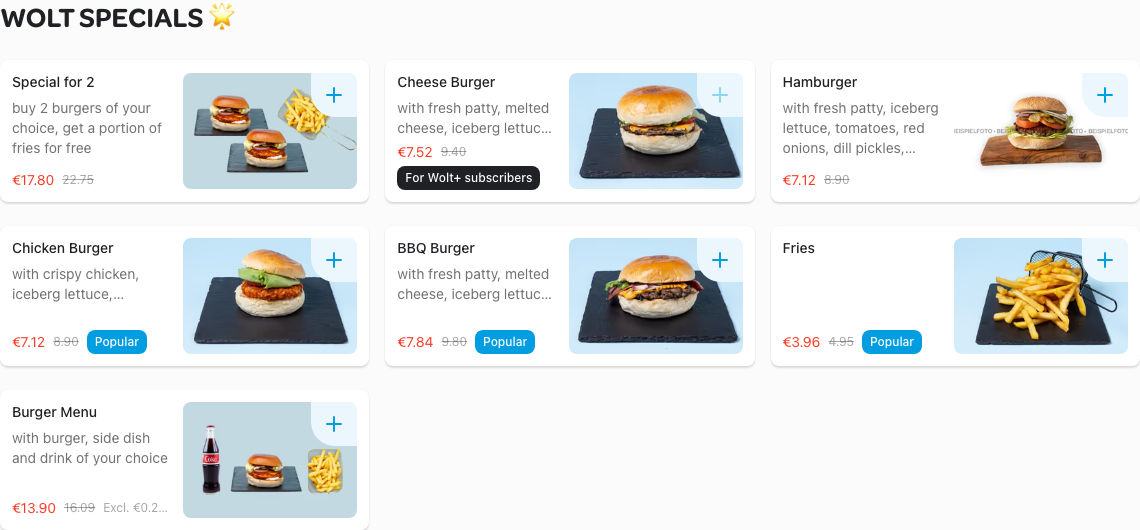 WOLT SPECIALS 🌟
Special for 2
buy 2 burgers of your
choice, get a portion of
fries for free
€17.80 22.75
Cheese Burger
with fresh patty, melted
cheese, iceberg lettuc...
€7.52 9.40
For Wolt+ subscribers
Hamburger
with fresh patty, iceberg
lettuce, tomatoes, red
onions, dill pickles,...
€7.12 8.90
BEISPIELFOTO
Chicken Burger
with crispy chicken,
iceberg lettuce,...
€7.12 8.90 Popular
BBQ Burger
with fresh patty, melted
cheese, iceberg lettuc...
€7.84 9.80 Popular
Fries
€3.96 4.95 Popular
Burger Menu
with burger, side dish
and drink of your choice
€13.90 16.09 Excl. €0.2...